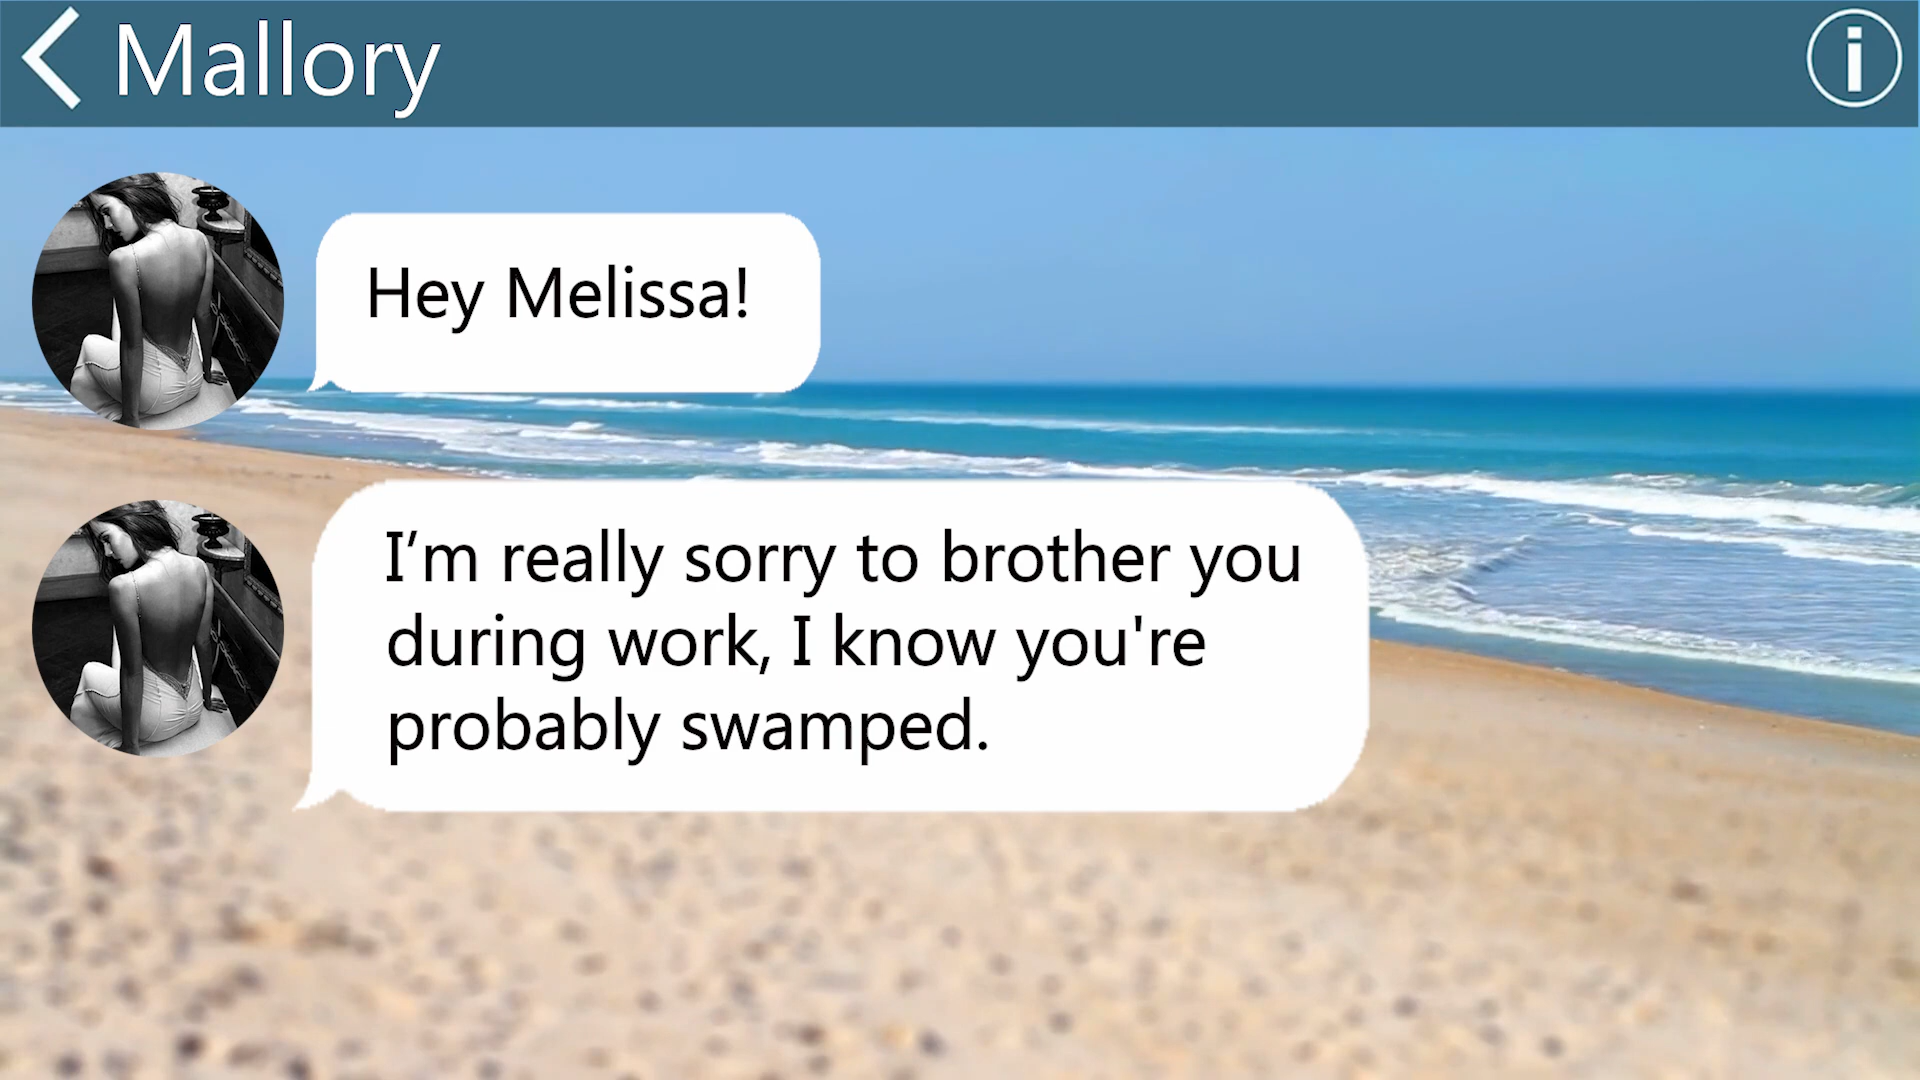 Mallory
Hey Melissa!
I’m really sorry to brother you
during work, I know you're
probably swamped.